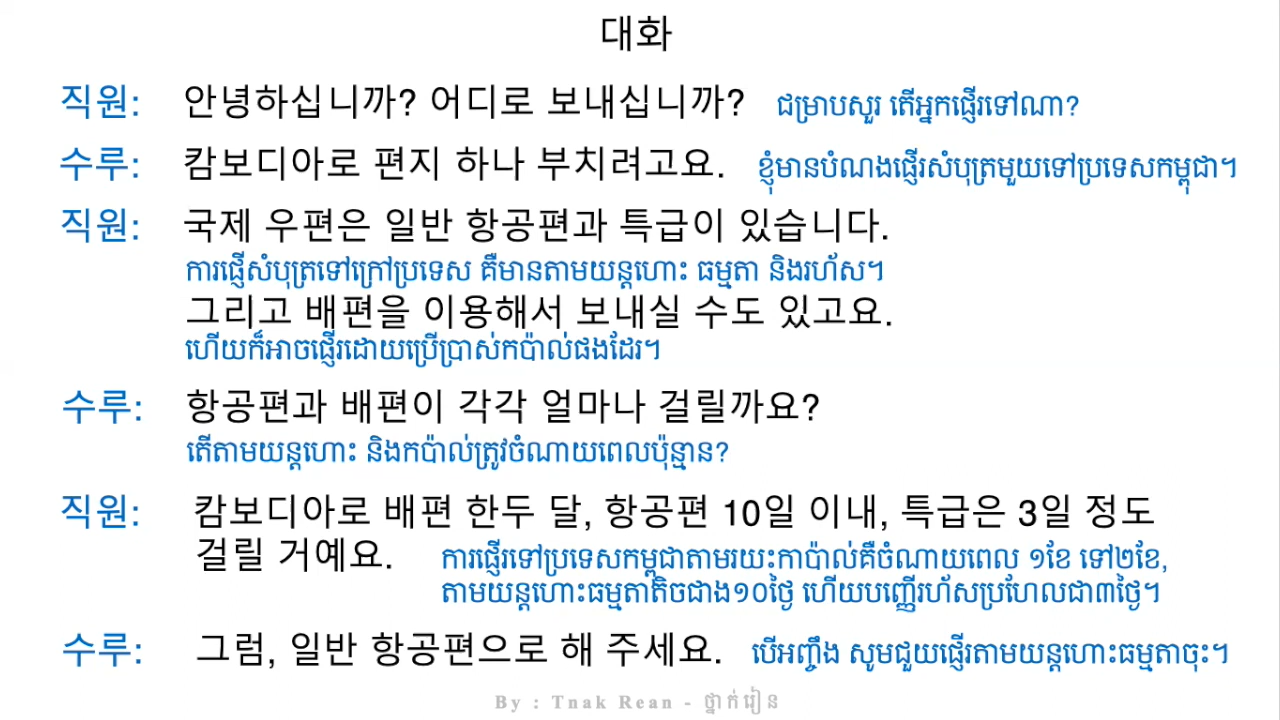 대화
직원: 안녕하십니까? 어디로 보내십니까? ជម្រាបសួរ តើអ្នកផ្ញើរទៅណា?
수루: 캄보디아로 편지 하나 부치려고요. ខ្ញុំមានបំណងផ្ញើរសំបុត្រមួយទៅប្រទេសកម្ពុជា។
직원: 국제 우편은 일반 항공편과 특급이 있습니다.
ការផ្ញើសំបុត្រទៅក្រៅប្រទេស គឺមានតាមយន្តហោះ ធម្មតា និងរហ័ស។
그리고 배편을 이용해서 보내실 수도 있고요.
ហើយក៏អាចផ្ញើរដោយប្រើប្រាស់កប៉ាល់ផងដែរ។
수루: 항공편과 배편이 각각 얼마나 걸릴까요?
តើតាមយន្តហោះ និងកប៉ាល់ត្រូវចំណាយពេលប៉ុន្មាន?
직원: 캄보디아로 배편 한두 달, 항공편 10일 이내, 특급은 3일 정도
걸릴 거예요. ការផ្ញើរទៅប្រទេសកម្ពុជាតាមរយះកាប៉ាល់គឺចំណាយពេល ១ខែ ទៅ២ខែ,
តាមយន្តហោះធម្មតាតិចជាង១០ថ្ងៃ ហើយបញ្ញើរហ័សប្រហែលជា៣ថ្ងៃ។
수루: 그럼, 일반 항공편으로 해 주세요. បើអញ្ចឹង សូមជួយផ្ញើរតាមយន្តហោះធម្មតាចុះ។
By : Tnak Rean - ថ្នាក់រៀន